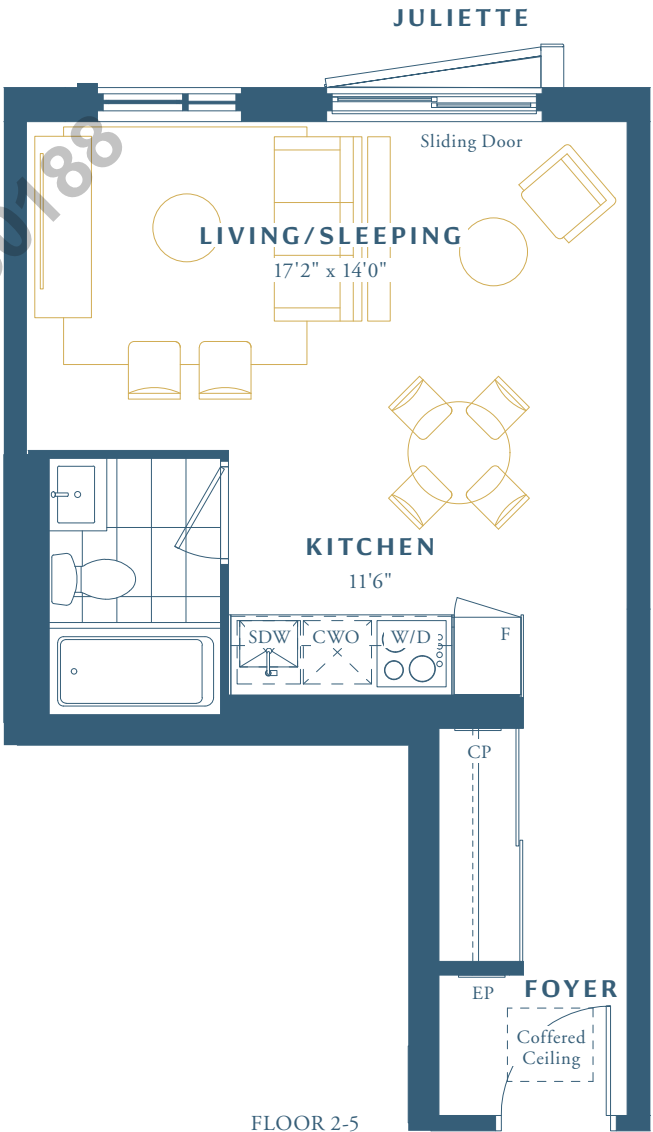 JULIETTE
Sliding Door
LIVING/SLEEPING
17'2" x 14'0"
KITCHEN
11'6"
SDW
CWO
W/D
F
CP
EP
FOYER
Coffered
Ceiling
FLOOR 2-5